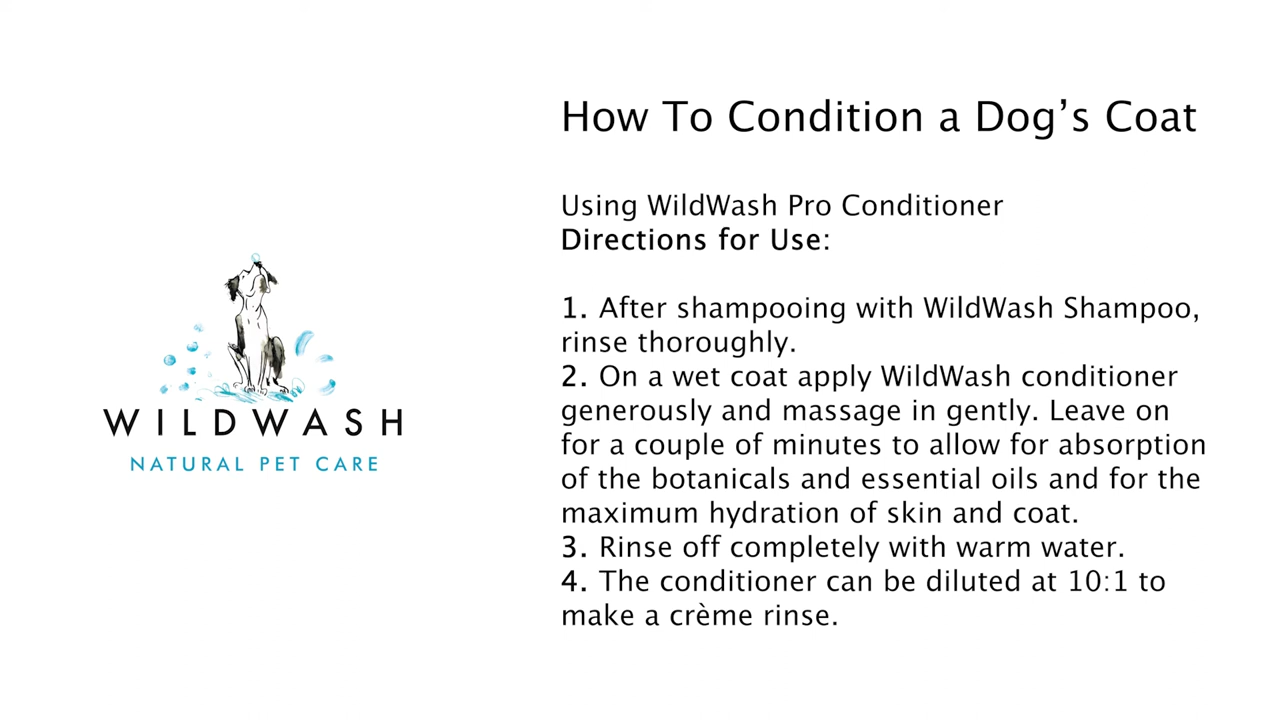 WILDWASH
NATURAL PET CARE
How To Condition a Dog’s Coat
Using WildWash Pro Conditioner
Directions for Use:
1. After shampooing with WildWash Shampoo,
rinse thoroughly.
2. On a wet coat apply WildWash conditioner
generously and massage in gently. Leave on
for a couple of minutes to allow for absorption
of the botanicals and essential oils and for the
maximum hydration of skin and coat.
3. Rinse off completely with warm water.
4. The conditioner can be diluted at 10:1 to
make a crème rinse.